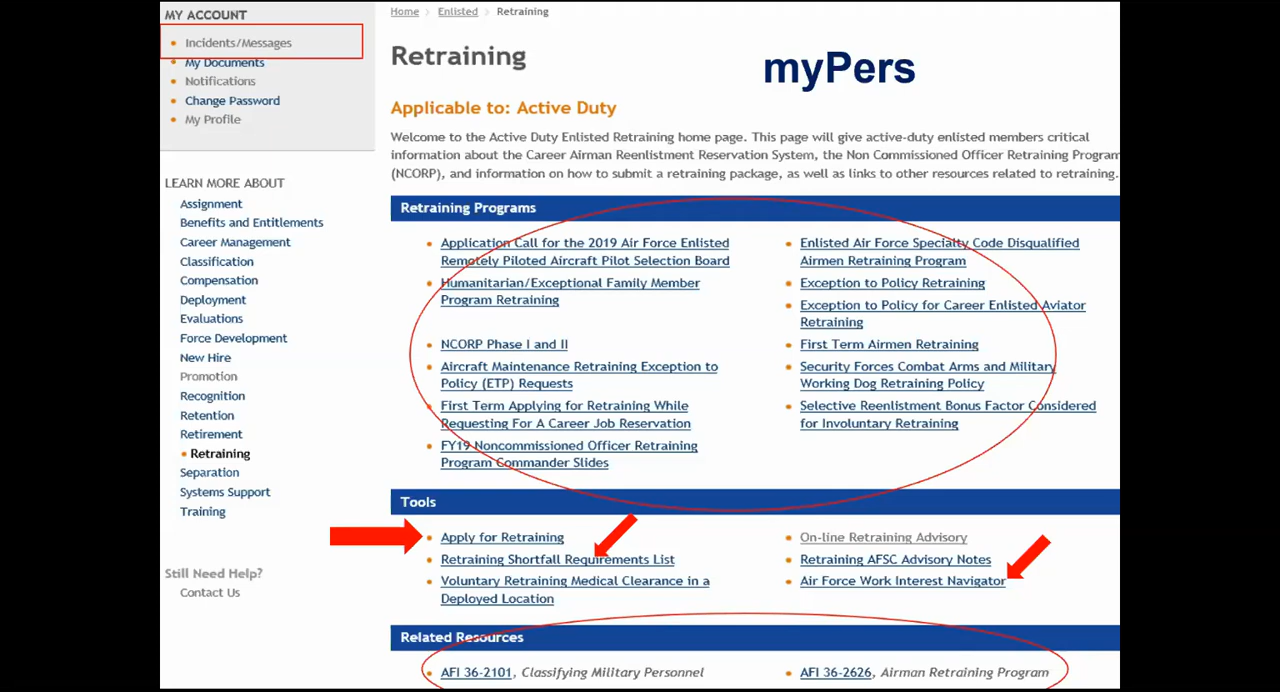 MY ACCOUNT
Incidents/Messages
My Documents
Notifications
Change Password
My Profile
LEARN MORE ABOUT
Assignment
Benefits and Entitlements
Career Management
Classification
Compensation
Deployment
Evaluations
Force Development
New Hire
Promotion
Recognition
Retention
Retirement
Retraining
Separation
Systems Support
Training
Still Need Help?
Contact Us
Home > Enlisted > Retraining
Retraining
myPers
Applicable to: Active Duty
Welcome to the Active Duty Enlisted Retraining home page. This page will give active-duty enlisted members critical
information about the Career Airman Reenlistment Reservation System, the Non Commissioned Officer Retraining Program
(NCORP), and information on how to submit a retraining package, as well as links to other resources related to retraining.
Retraining Programs
Application Call for the 2019 Air Force Enlisted
Remotely Piloted Aircraft Pilot Selection Board
Humanitarian/Exceptional Family Member
Program Retraining
NCORP Phase I and II
Aircraft Maintenance Retraining Exception to
Policy (ETP) Requests
First Term Applying for Retraining While
Requesting For A Career Job Reservation
FY19 Noncommissioned Officer Retraining
Program Commander Slides
Enlisted Air Force Specialty Code Disqualified
Airmen Retraining Program
Exception to Policy Retraining
Exception to Policy for Career Enlisted Aviator
Retraining
First Term Airmen Retraining
Security Forces Combat Arms and Military
Working Dog Retraining Policy
Selective Reenlistment Bonus Factor Considered
for Involuntary Retraining
Tools
Apply for Retraining
Retraining Shortfall Requirements List
Voluntary Retraining Medical Clearance in a
Deployed Location
On-line Retraining Advisory
Retraining AFSC Advisory Notes
Air Force Work Interest Navigator
Related Resources
AFI 36-2101, Classifying Military Personnel
AFI 36-2626, Airman Retraining Program